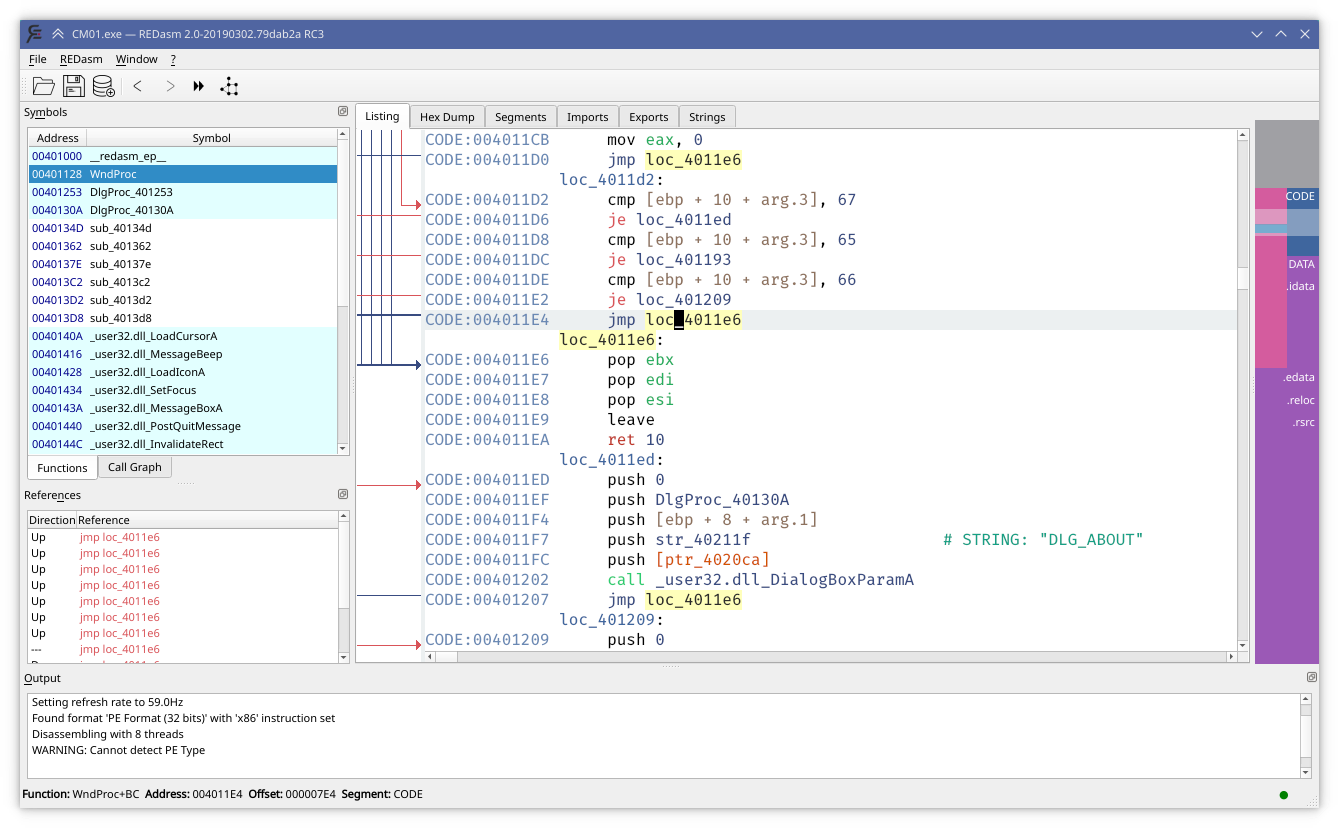 CM01.exe — REDasm 2.0-20190302.79dab2a RC3
File REDasm Window ?
Symbols
Address Symbol
00401000 __redasm_ep__
00401128 WndProc
00401253 DlgProc_401253
0040130A DlgProc_40130A
0040134D sub_40134d
00401362 sub_401362
0040137E sub_40137e
004013C2 sub_4013c2
004013D2 sub_4013d2
004013D8 sub_4013d8
0040140A _user32.dll_LoadCursorA
00401416 _user32.dll_MessageBeep
00401428 _user32.dll_LoadIconA
00401434 _user32.dll_SetFocus
0040143A _user32.dll_MessageBoxA
00401440 _user32.dll_PostQuitMessage
0040144C _user32.dll_InvalidateRect
Functions Call Graph
References
Direction Reference
Up jmp loc_4011e6
Up jmp loc_4011e6
Up jmp loc_4011e6
Up jmp loc_4011e6
Up jmp loc_4011e6
Up jmp loc_4011e6
Up jmp loc_4011e6
--- jmp loc_4011e6
Listing Hex Dump Segments Imports Exports Strings
CODE:004011CB mov eax, 0
CODE:004011D0 jmp loc_4011e6
loc_4011d2:
CODE:004011D2 cmp [ebp + 10 + arg.3], 67
CODE:004011D6 je loc_4011ed
CODE:004011D8 cmp [ebp + 10 + arg.3], 65
CODE:004011DC je loc_401193
CODE:004011DE cmp [ebp + 10 + arg.3], 66
CODE:004011E2 je loc_401209
CODE:004011E4 jmp loc_4011e6
loc_4011e6:
CODE:004011E6 pop ebx
CODE:004011E7 pop edi
CODE:004011E8 pop esi
CODE:004011E9 leave
CODE:004011EA ret 10
loc_4011ed:
CODE:004011ED push 0
CODE:004011EF push DlgProc_40130A
CODE:004011F4 push [ebp + 8 + arg.1]
CODE:004011F7 push str_40211f # STRING: "DLG_ABOUT"
CODE:004011FC push [ptr_4020ca]
CODE:00401202 call _user32.dll_DialogBoxParamA
CODE:00401207 jmp loc_4011e6
loc_401209:
CODE:00401209 push 0
CODE
DATA
.idata
.edata
.reloc
.rsrc
Output
Setting refresh rate to 59.0Hz
Found format 'PE Format (32 bits)' with 'x86' instruction set
Disassembling with 8 threads
WARNING: Cannot detect PE Type
Function: WndProc+BC Address: 004011E4 Offset: 000007E4 Segment: CODE